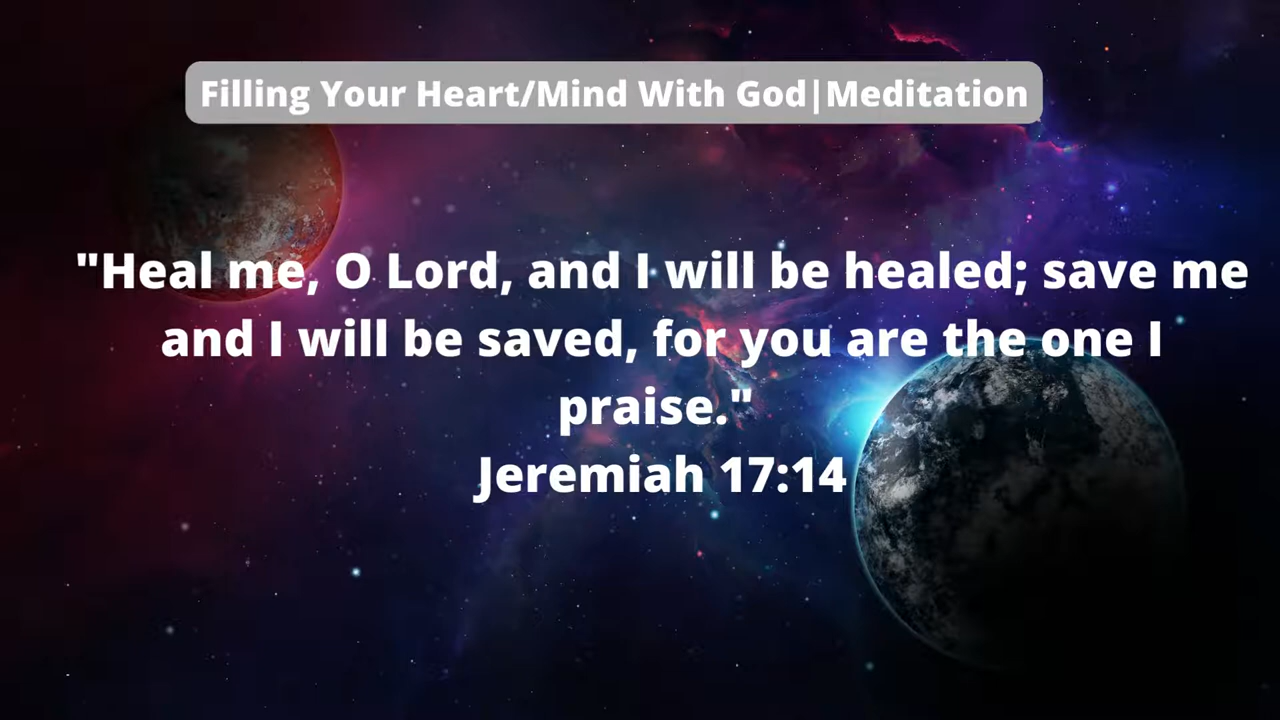 Filling Your Heart/Mind With God|Meditation
"Heal me, O Lord, and I will be healed; save me
and I will be saved, for you are the one I
praise."
Jeremiah 17:14